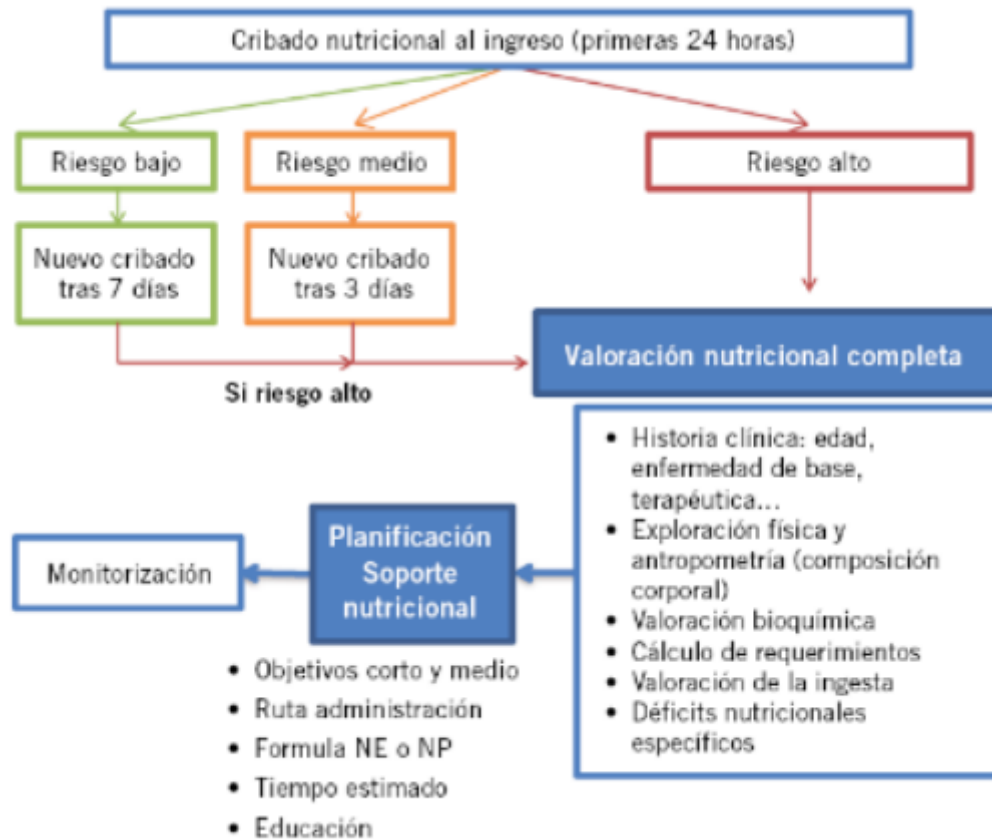 Cribado nutricional al ingreso (primeras 24 horas)
Riesgo bajo
Riesgo medio
Riesgo alto
Nuevo cribado
tras 7 días
Nuevo cribado
tras 3 días
Si riesgo alto
Valoración nutricional completa
• Historia clínica: edad,
enfermedad de base,
terapéutica...
• Exploración física y
antropometría (composición
corporal)
• Valoración bioquímica
• Cálculo de requerimientos
• Valoración de la ingesta
• Déficits nutricionales
específicos
Planificación
Soporte
nutricional
• Objetivos corto y medio
• Ruta administración
• Formula NE o NP
• Tiempo estimado
• Educación
Monitorización